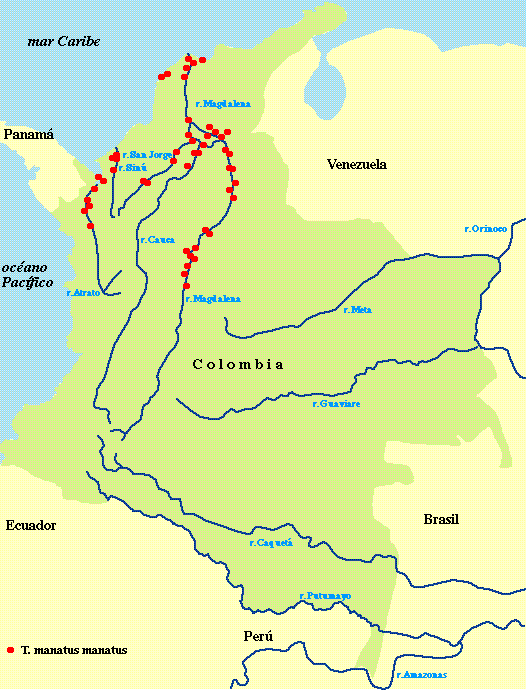 mar Caribe
r. Magdalena
Panamá
r. San Jorge
r. Sinú
Venezuela
r. Orinoco
r. Cauca
océano
Pacífico
r. Atrato
r. Magdalena
r. Meta
Colombia
r. Guaviare
Ecuador
Brasil
r. Caquetá
r. Putumayo
Perú
T. manatus manatus
r. Amazonas